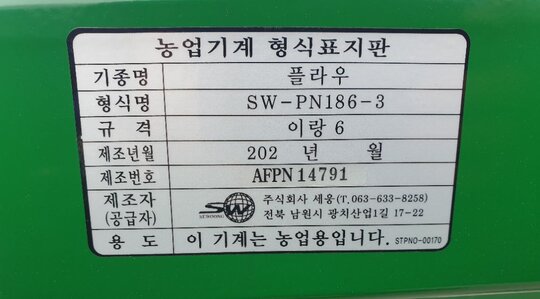 농업기계 형식표지판
기종명 플라우
형식명 SW-PN186-3
규 격 이랑 6
제조년월 202 년 월
제조번호 AFPN 14791
제조자 주식회사 세웅(T. 063-633-8258)
(공급자) SW SEWOONG 전북 남원시 광치산업1길 17-22
용 도 이 기계는 농업용입니다. STPNO-00170